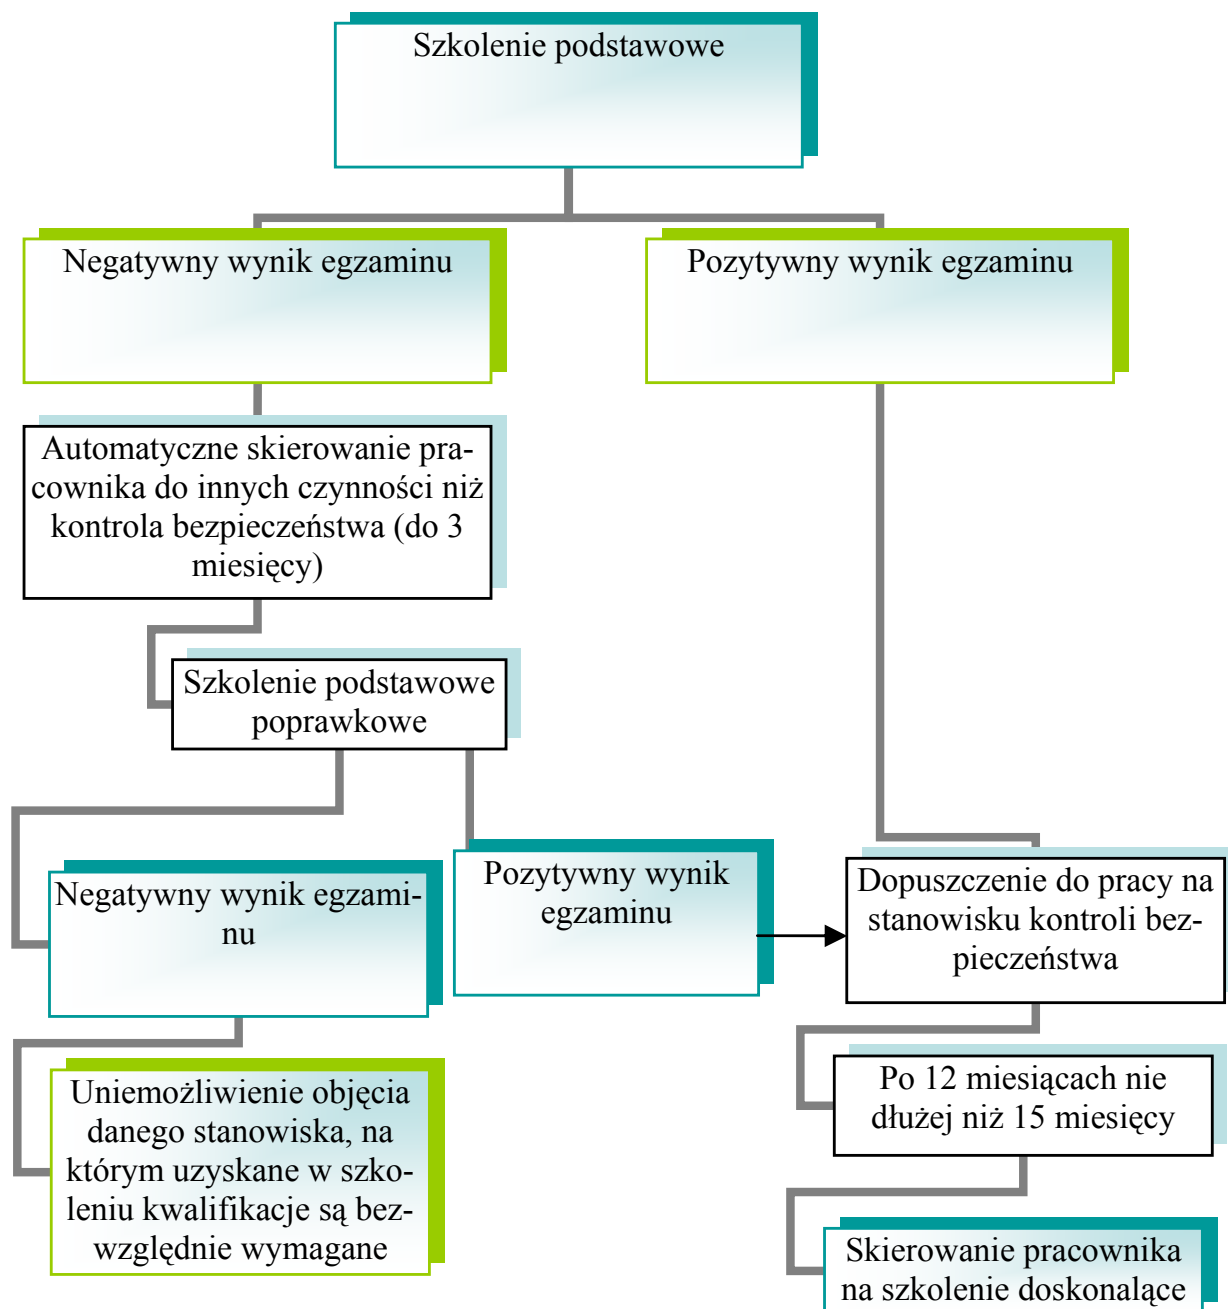 Szkolenie podstawowe
Negatywny wynik egzaminu
Pozytywny wynik egzaminu
Automatyczne skierowanie pra-
cownika do innych czynności niż
kontrola bezpieczeństwa (do 3
miesięcy)
Szkolenie podstawowe
poprawkowe
Negatywny wynik egzami-
nu
Pozytywny wynik
egzaminu
Dopuszczenie do pracy na
stanowisku kontroli bez-
pieczeństwa
Uniemożliwienie objęcia
danego stanowiska, na
którym uzyskane w szko-
leniu kwalifikacje są bez-
względnie wymagane
Po 12 miesiącach nie
dłużej niż 15 miesięcy
Skierowanie pracownika
na szkolenie doskonalące